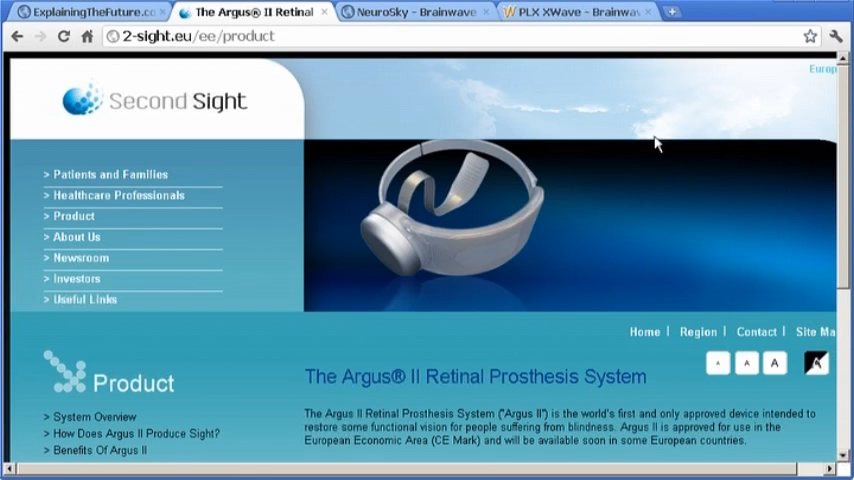 ExplainingTheFuture.co
The Argus® II Retinal
NeuroSky - Brainwave
PLX XWave - Brainwav
2-sight.eu/ee/product
Europ
Second Sight
> Patients and Families
> Healthcare Professionals
> Product
> About Us
> Newsroom
> Investors
> Useful Links
Home | Region | Contact | Site Ma
A A A A
Product
The Argus® II Retinal Prosthesis System
> System Overview
> How Does Argus II Produce Sight?
> Benefits Of Argus II
The Argus II Retinal Prosthesis System ("Argus II") is the world's first and only approved device intended to
restore some functional vision for people suffering from blindness. Argus II is approved for use in the
European Economic Area (CE Mark) and will be available soon in some European countries.